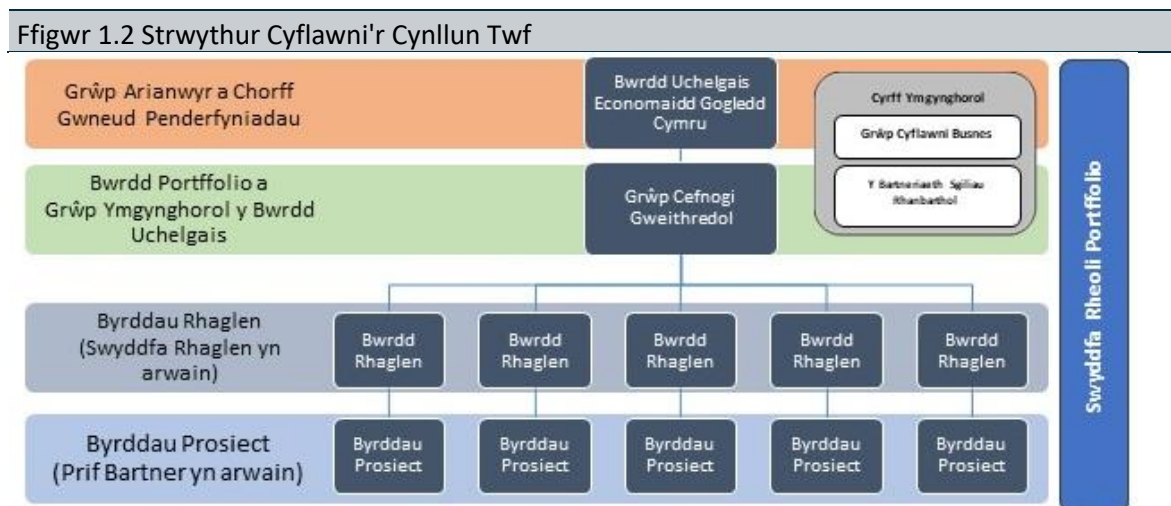 Ffigwr 1.2 Strwythur Cyflawni'r Cynllun Twf
Grŵp Arianwyr a Chorff
Gwneud Penderfyniadau
Bwrdd Uchelgais
Economaidd Gogledd
Cymru
Cyrff Ymgynghorol
Grŵp Cyflawni Busnes
Y Bartneriaeth Sgiliau
Rhanbarthol
Bwrdd Portffolio a
Grŵp Ymgynghorol y Bwrdd
Uchelgais
Grŵp Cefnogi
Gweithredol
Byrddau Rhaglen
(Swyddfa Rhaglen yn
arwain)
Bwrdd
Rhaglen
Bwrdd
Rhaglen
Bwrdd
Rhaglen
Bwrdd
Rhaglen
Bwrdd
Rhaglen
Byrddau Prosiect
(Prif Bartner yn arwain)
Byrddau
Prosiect
Byrddau
Prosiect
Byrddau
Prosiect
Byrddau
Prosiect
Byrddau
Prosiect
Swyddfa Rheoli Portffolio